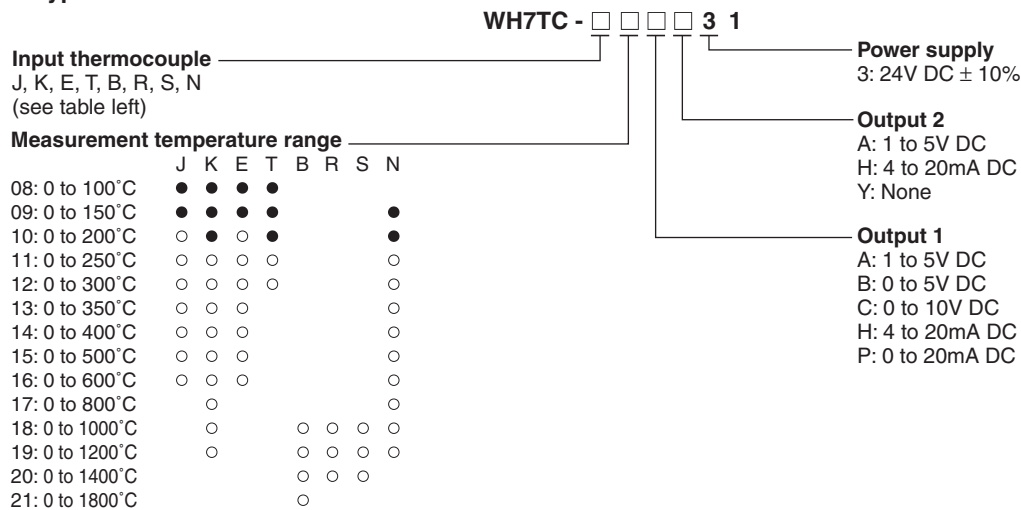 WH7TC - □ □ □ □ 3 1
Input thermocouple
J, K, E, T, B, R, S, N
(see table left)
Measurement temperature range
J K E T B R S N
08: 0 to 100°C ● ● ● ●
09: 0 to 150°C ● ● ● ● ●
10: 0 to 200°C ○ ● ○ ● ●
11: 0 to 250°C ○ ○ ○ ○ ○
12: 0 to 300°C ○ ○ ○ ○ ○
13: 0 to 350°C ○ ○ ○ ○
14: 0 to 400°C ○ ○ ○ ○
15: 0 to 500°C ○ ○ ○ ○
16: 0 to 600°C ○ ○ ○ ○
17: 0 to 800°C ○ ○
18: 0 to 1000°C ○ ○ ○ ○ ○
19: 0 to 1200°C ○ ○ ○ ○ ○
20: 0 to 1400°C ○ ○ ○
21: 0 to 1800°C ○
Power supply
3: 24V DC ± 10%
Output 2
A: 1 to 5V DC
H: 4 to 20mA DC
Y: None
Output 1
A: 1 to 5V DC
B: 0 to 5V DC
C: 0 to 10V DC
H: 4 to 20mA DC
P: 0 to 20mA DC